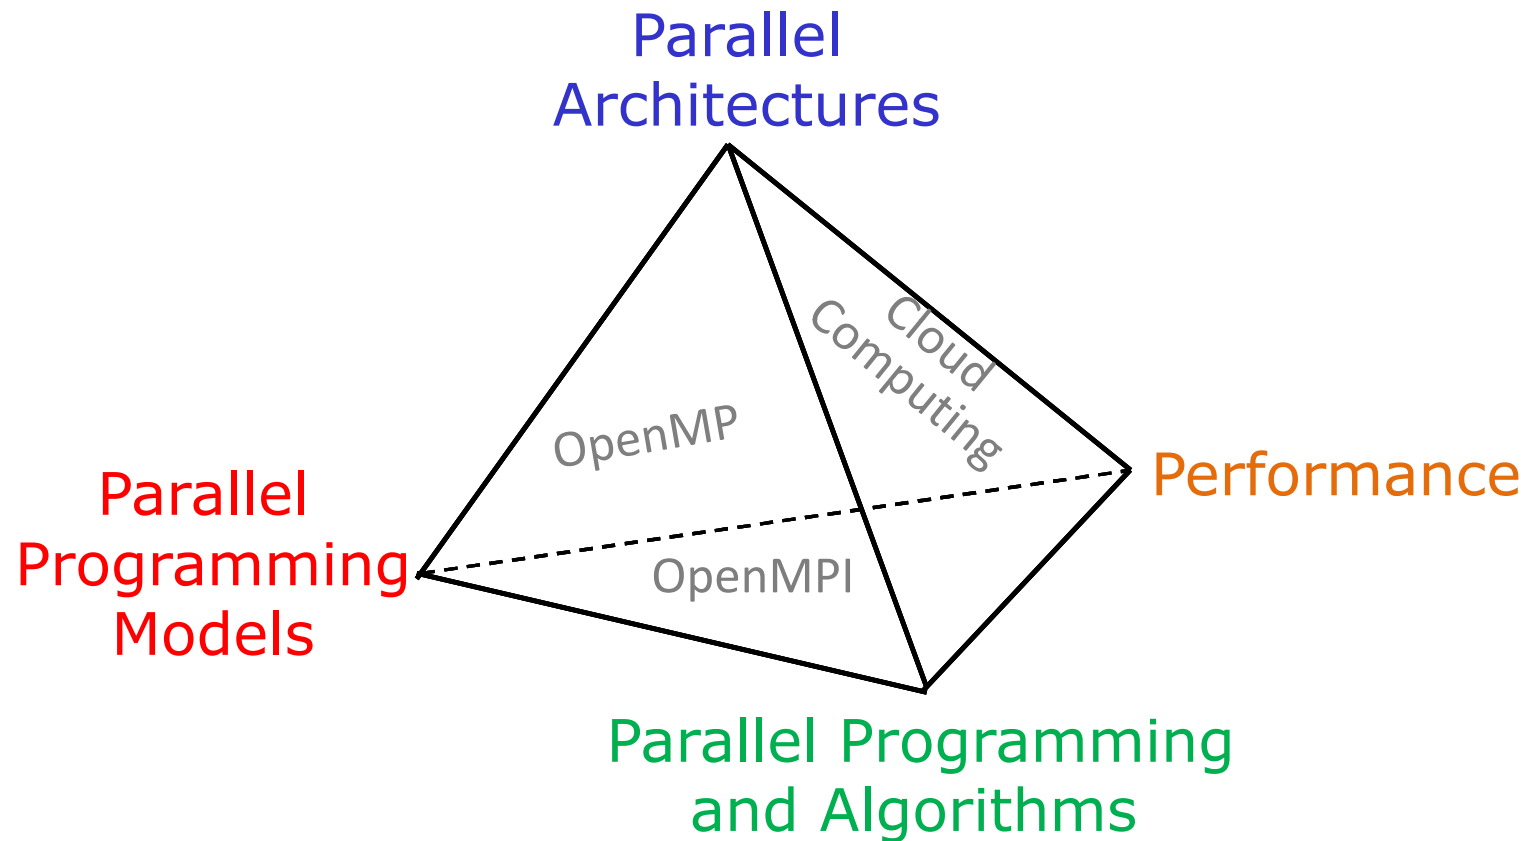 Parallel
Architectures
Cloud
Computing
OpenMP
Performance
Parallel
Programming
Models
OpenMPI
Parallel Programming
and Algorithms